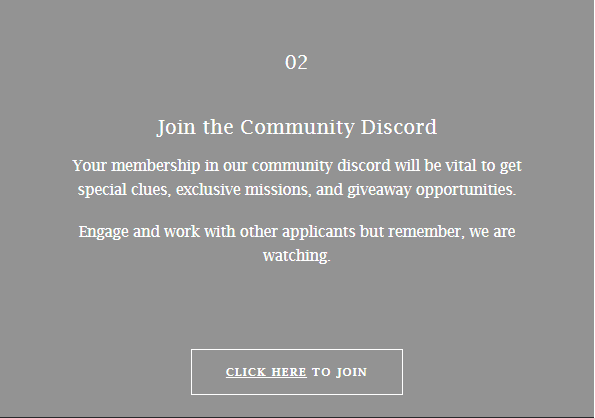 02
Join the Community Discord
Your membership in our community discord will be vital to get
special clues, exclusive missions, and giveaway opportunities.
Engage and work with other applicants but remember, we are
watching.
CLICK HERE TO JOIN